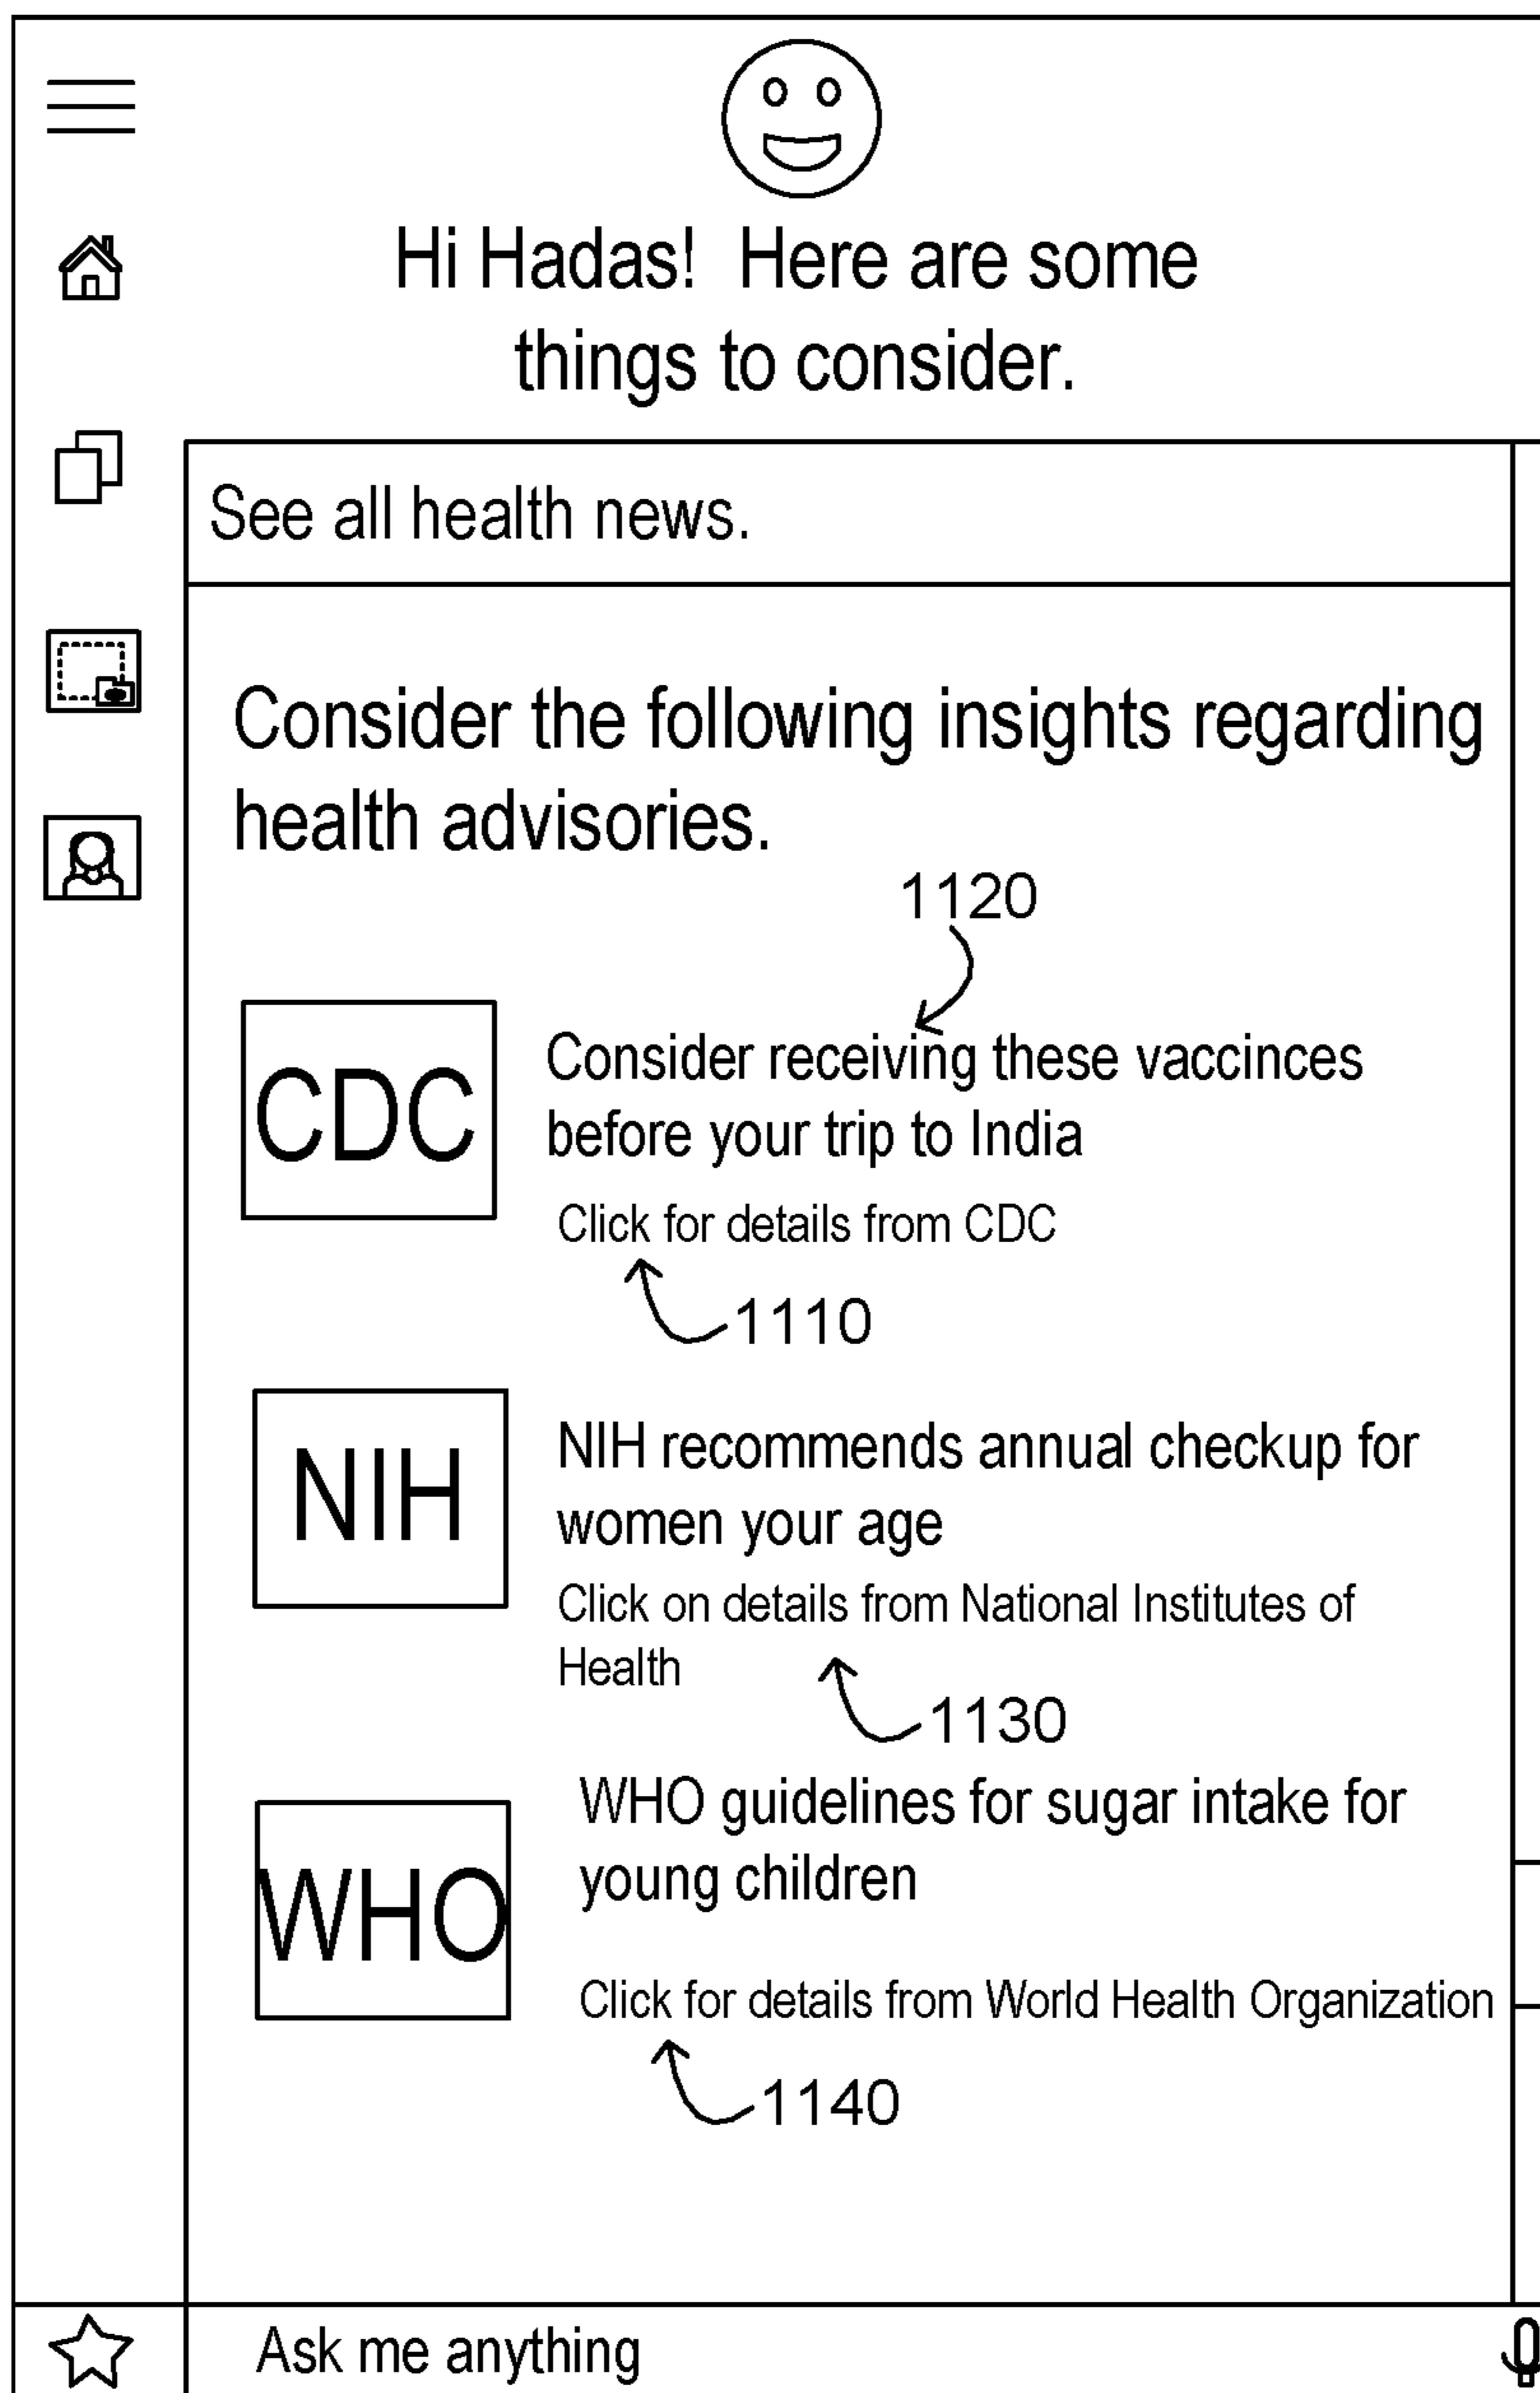 Hi Hadas!  Here are some
things to consider.
See all health news.
Consider the following insights regarding
health advisories.
1120
CDC
Consider receiving these vaccinces
before your trip to India
Click for details from CDC
1110
NIH
NIH recommends annual checkup for
women your age
Click on details from National Institutes of
Health
1130
WHO
WHO guidelines for sugar intake for
young children
Click for details from World Health Organization
1140
Ask me anything